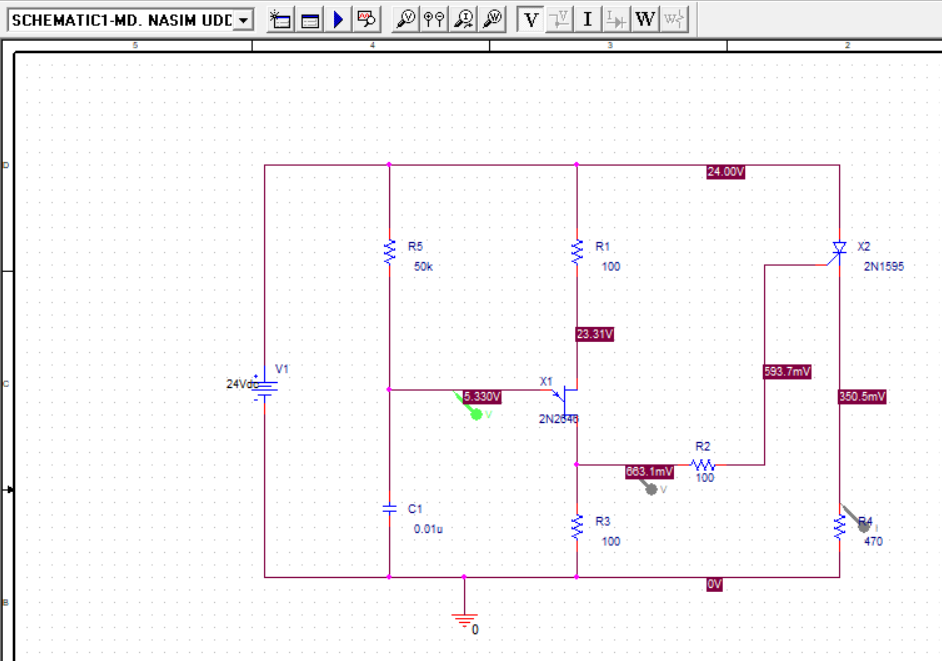 SCHEMATIC1-MD. NASIM UDD
V V I W V I W W
5 4 3 2
D
24.00V
R5
50k
R1
100
X2
2N1595
23.31V
V1
24Vdc
C
X1
2N2646
5.330V
V
593.7mV
350.5mV
R2
100
663.1mV
V
C1
0.01u
R3
100
R4
I
470
0V
B
0